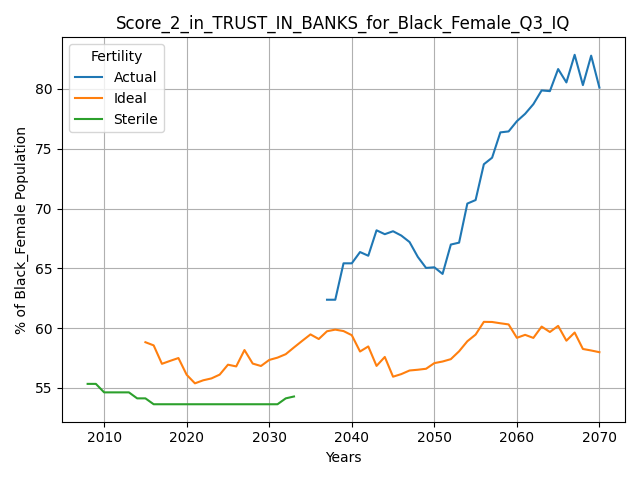 Score_2_in_TRUST_IN_BANKS_for_Black_Female_Q3_IQ
Fertility
Actual
Ideal
Sterile
% of Black_Female Population
80
75
70
65
60
55
2010 2020 2030 2040 2050 2060 2070
Years